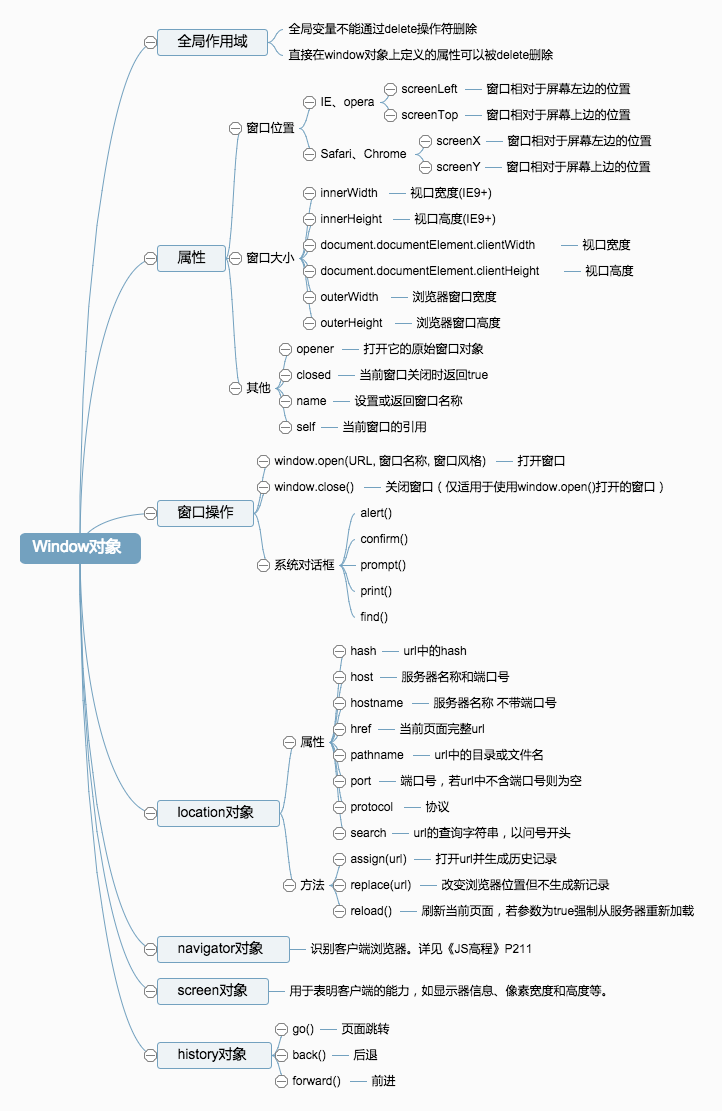 全局作用域
全局变量不能通过delete操作符删除
直接在window对象上定义的属性可以被delete删除
属性
窗口位置
IE、opera
screenLeft
窗口相对于屏幕左边的位置
screenTop
窗口相对于屏幕上边的位置
Safari、Chrome
screenX
窗口相对于屏幕左边的位置
screenY
窗口相对于屏幕上边的位置
窗口大小
innerWidth
视口宽度(IE9+)
innerHeight
视口高度(IE9+)
document.documentElement.clientWidth
视口宽度
document.documentElement.clientHeight
视口高度
outerWidth
浏览器窗口宽度
outerHeight
浏览器窗口高度
其他
opener
打开它的原始窗口对象
closed
当前窗口关闭时返回true
name
设置或返回窗口名称
self
当前窗口的引用
Window对象
窗口操作
window.open(URL, 窗口名称, 窗口风格)
打开窗口
window.close()
关闭窗口（仅适用于使用window.open()打开的窗口）
系统对话框
alert()
confirm()
prompt()
print()
find()
location对象
属性
hash
url中的hash
host
服务器名称和端口号
hostname
服务器名称 不带端口号
href
当前页面完整url
pathname
url中的目录或文件名
port
端口号，若url中不含端口号则为空
protocol
协议
search
url的查询字符串，以问号开头
方法
assign(url)
打开url并生成历史记录
replace(url)
改变浏览器位置但不生成新记录
reload()
刷新当前页面，若参数为true强制从服务器重新加载
navigator对象
识别客户端浏览器。详见《JS高程》P211
screen对象
用于表明客户端的能力，如显示器信息、像素宽度和高度等。
history对象
go()
页面跳转
back()
后退
forward()
前进